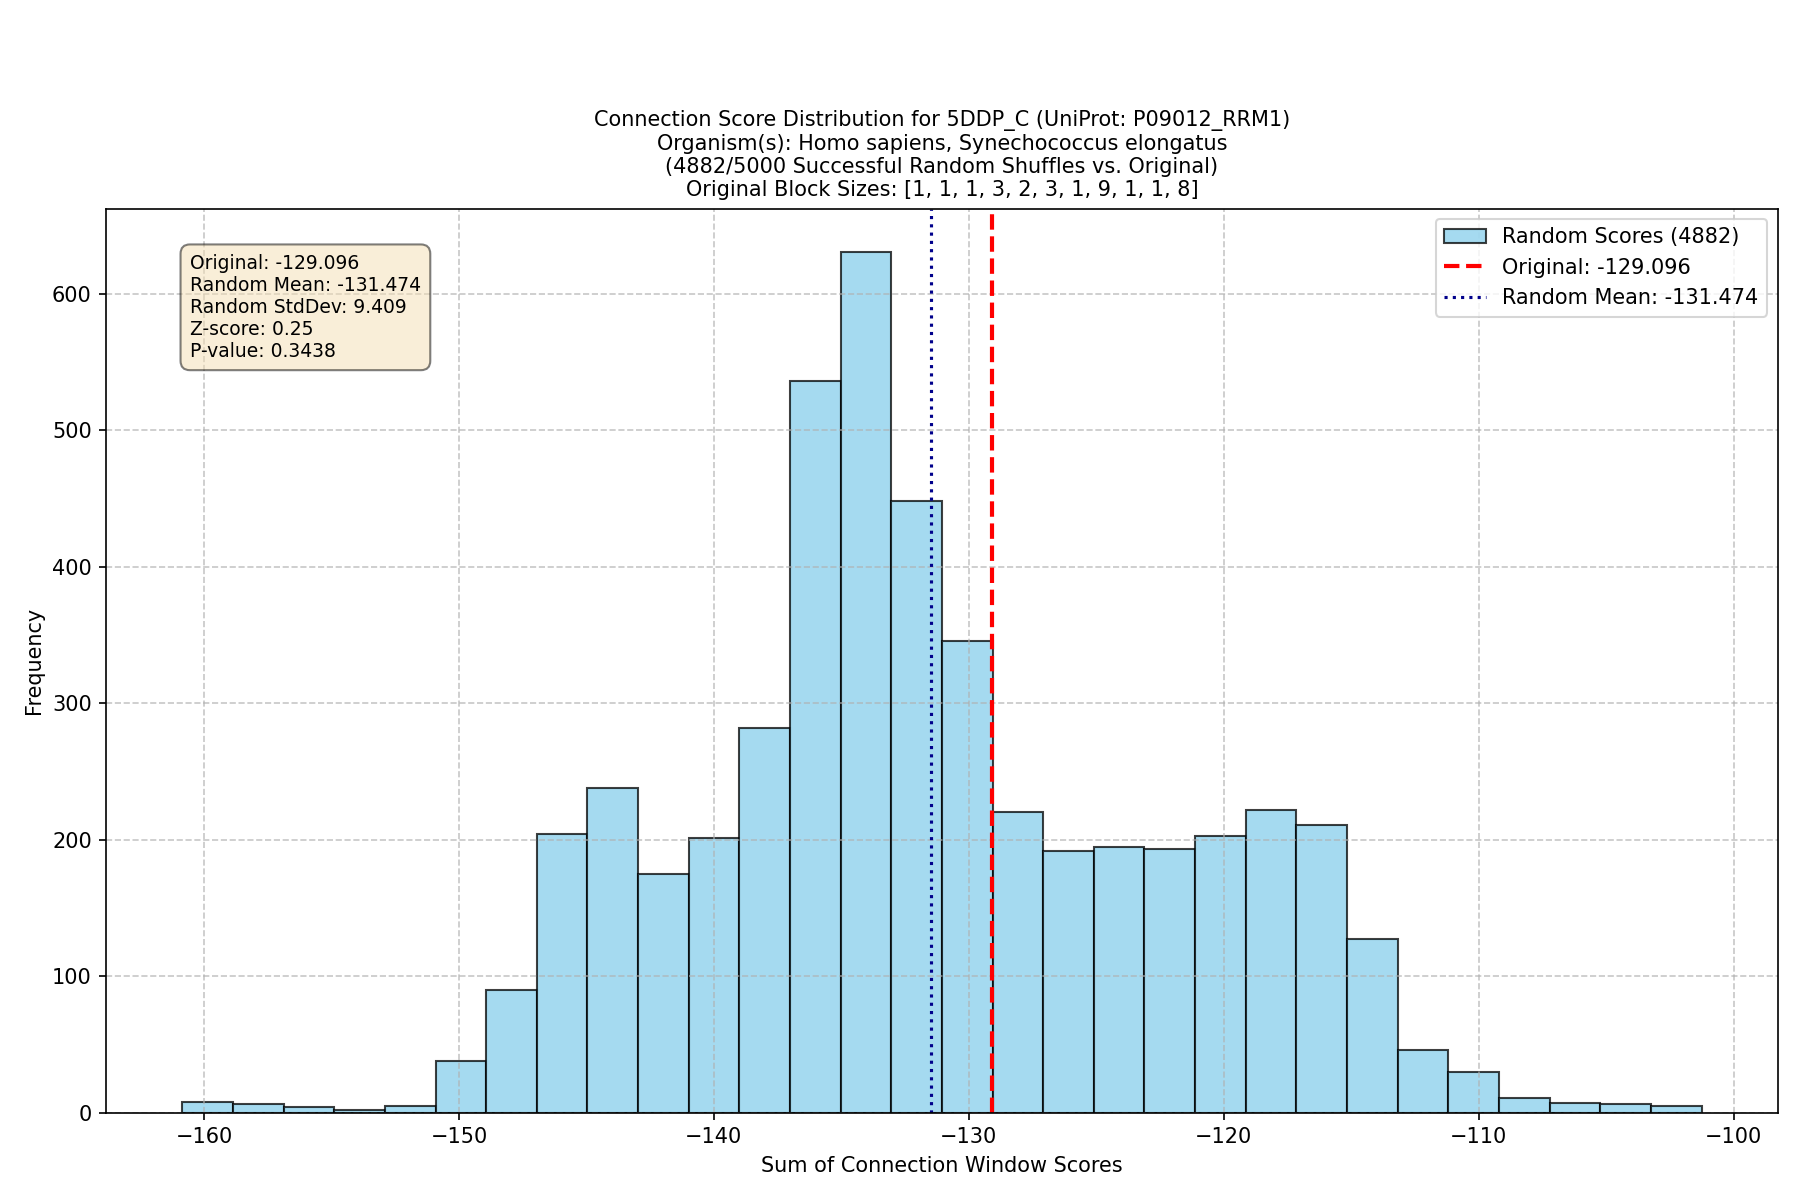 Connection Score Distribution for 5DDP_C (UniProt: P09012_RRM1)
Organism(s): Homo sapiens, Synechococcus elongatus
(4882/5000 Successful Random Shuffles vs. Original)
Original Block Sizes: [1, 1, 1, 3, 2, 3, 1, 9, 1, 1, 8]
Original: -129.096
Random Mean: -131.474
Random StdDev: 9.409
Z-score: 0.25
P-value: 0.3438
Random Scores (4882)
Original: -129.096
Random Mean: -131.474
Frequency
600
500
400
300
200
100
0
−160 −150 −140 −130 −120 −110 −100
Sum of Connection Window Scores